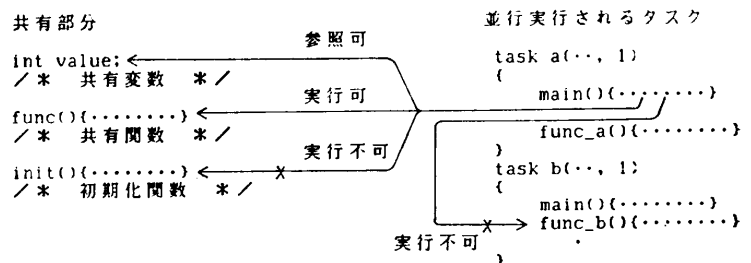 共有部分
int value;
/* 共有変数 */
func(){········}
/* 共有関数 */
init(){········}
/* 初期化関数 */
参照可
実行可
実行不可
X
並行実行されるタスク
task a(··, 1)
{
main(){········}
func_a(){········}
}
task b(··, 1)
{
main(){········}
X
func_b(){········}
実行不可
·
}